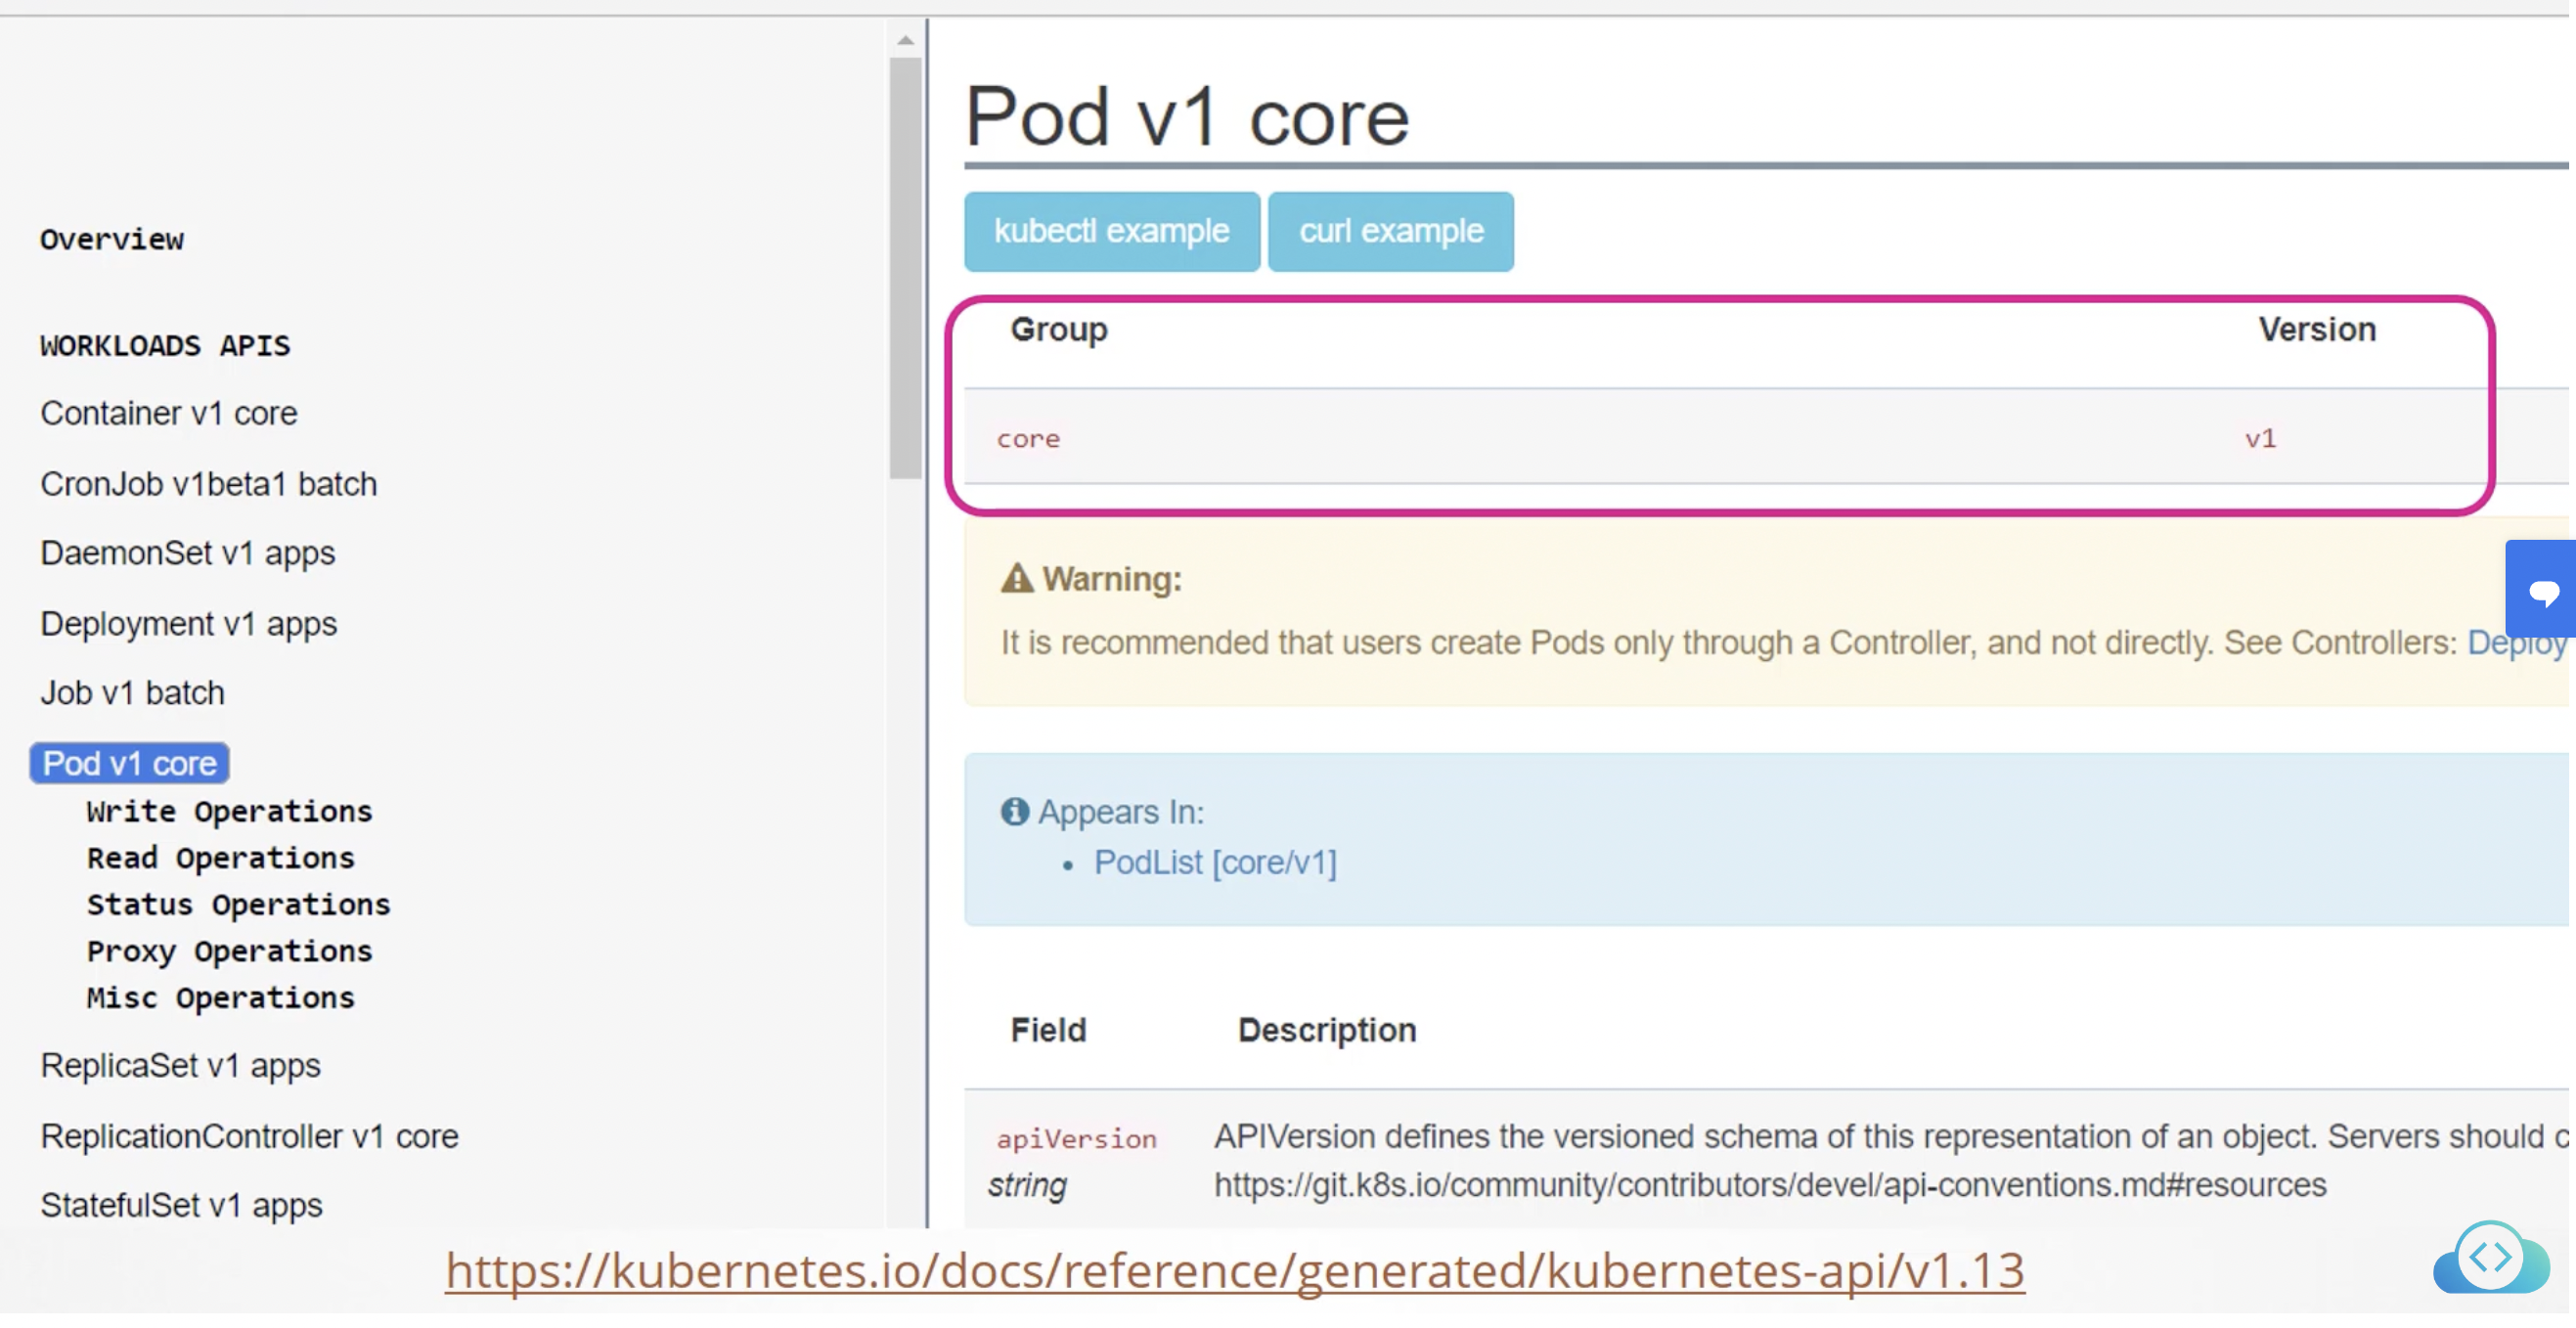 Overview
WORKLOADS APIS
Container v1 core
CronJob v1beta1 batch
DaemonSet v1 apps
Deployment v1 apps
Job v1 batch
Pod v1 core
Write Operations
Read Operations
Status Operations
Proxy Operations
Misc Operations
ReplicaSet v1 apps
ReplicationController v1 core
StatefulSet v1 apps
Pod v1 core
kubectl example curl example
Group Version
core v1
Warning:
It is recommended that users create Pods only through a Controller, and not directly. See Controllers: Deploy
Appears In:
• PodList [core/v1]
Field Description
apiVersion APIVersion defines the versioned schema of this representation of an object. Servers should c
string https://git.k8s.io/community/contributors/devel/api-conventions.md#resources
https://kubernetes.io/docs/reference/generated/kubernetes-api/v1.13